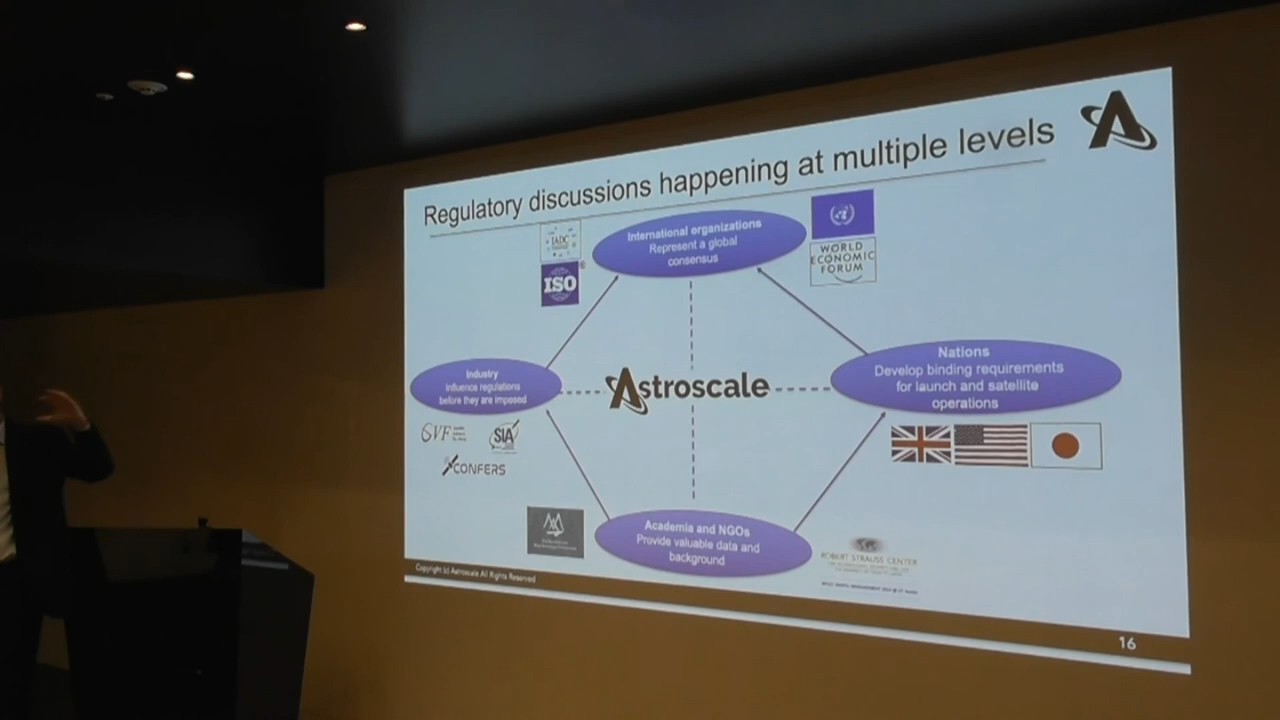 Regulatory discussions happening at multiple levels
A
International organizations
Represent a global
consensus
IADC
ISO
WORLD
ECONOMIC
FORUM
Industry
Influence regulations
before they are imposed
Astroscale
Nations
Develop binding requirements
for launch and satellite
operations
GVF
SIA
CONFERS
Academia and NGOs
Provide valuable data and
background
ROBERT STRAUSS CENTER
Copyright (c) Astroscale All Rights Reserved
16